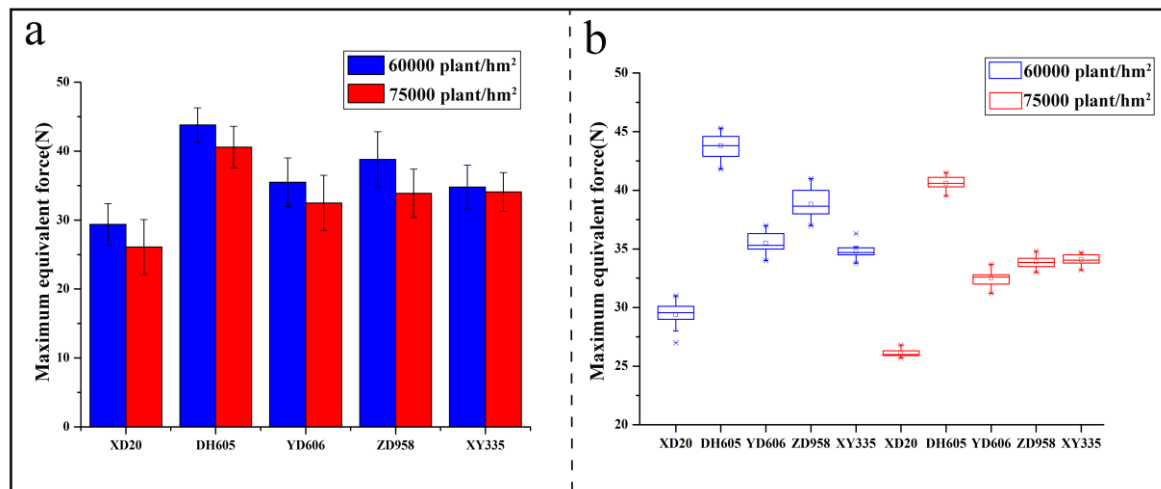 a
60000 plant/hm²
75000 plant/hm²
Maximum equivalent force(N)
50
40
30
20
10
0
XD20 DH605 YD606 ZD958 XY335
b
60000 plant/hm²
75000 plant/hm²
Maximum equivalent force(N)
50
45
40
35
30
25
20
XD20 DH605 YD606 ZD958 XY335 XD20 DH605 YD606 ZD958 XY335